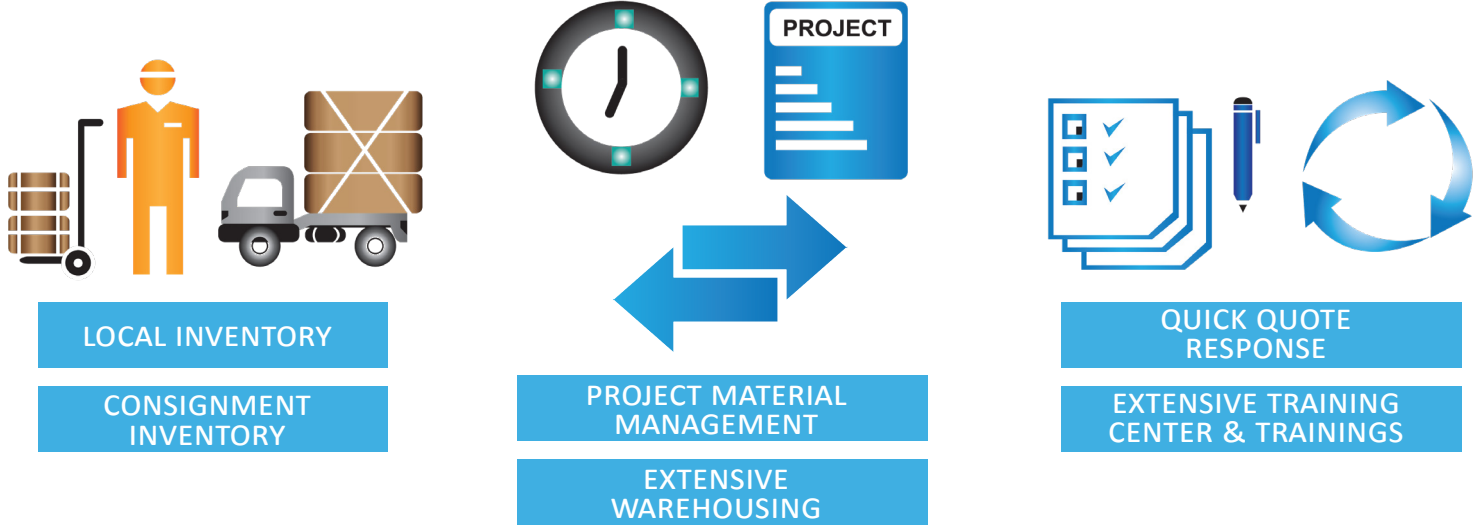 PROJECT
LOCAL INVENTORY
CONSIGNMENT
INVENTORY
PROJECT MATERIAL
MANAGEMENT
EXTENSIVE
WAREHOUSING
QUICK QUOTE
RESPONSE
EXTENSIVE TRAINING
CENTER & TRAININGS